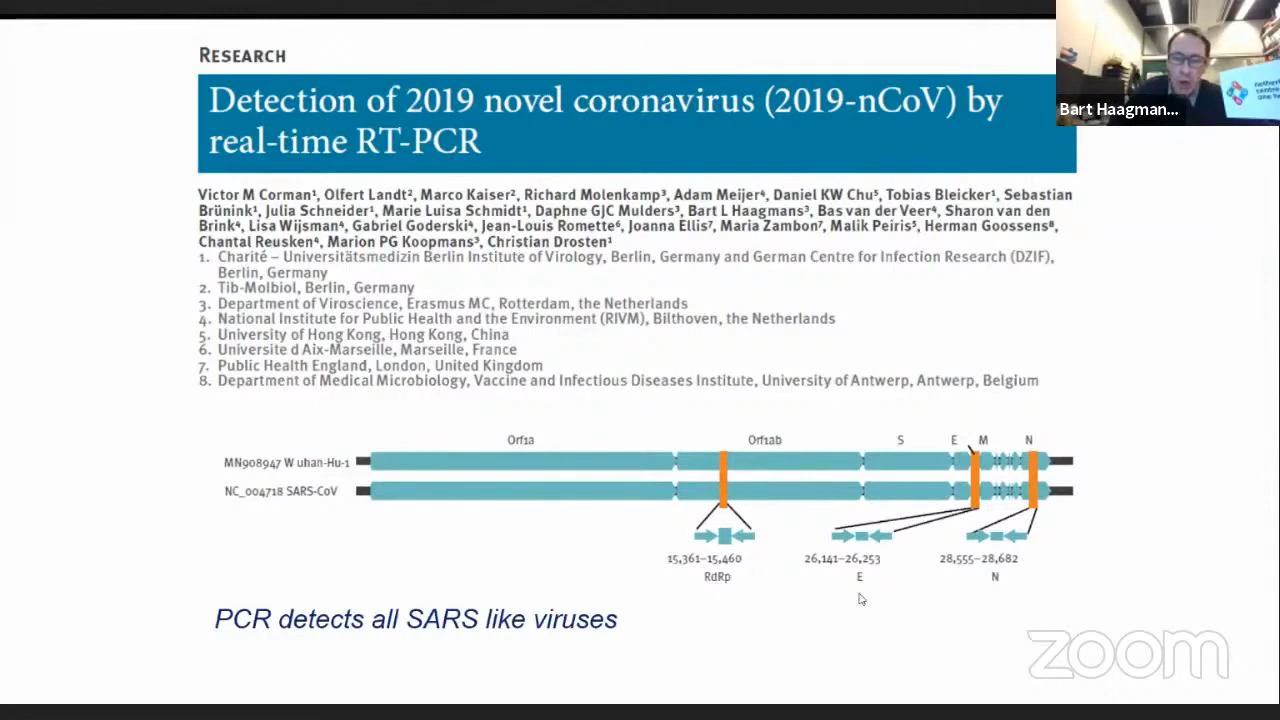 RESEARCH
Detection of 2019 novel coronavirus (2019-nCoV) by
real-time RT-PCR
Bart Haagman...
Victor M Corman¹, Olfert Landt², Marco Kaiser², Richard Molenkamp³, Adam Meijer⁴, Daniel KW Chu⁵, Tobias Bleicker¹, Sebastian
Brünink¹, Julia Schneider¹, Marie Luisa Schmidt¹, Daphne GJC Mulders³, Bart L Haagmans³, Bas van der Veer⁴, Sharon van den
Brink⁴, Lisa Wijsman⁴, Gabriel Goderski⁴, Jean-Louis Romette⁶, Joanna Ellis⁷, Maria Zambon⁷, Malik Peiris⁵, Herman Goossens⁸,
Chantal Reusken⁴, Marion PG Koopmans³, Christian Drosten¹
1. Charité – Universitätsmedizin Berlin Institute of Virology, Berlin, Germany and German Centre for Infection Research (DZIF),
Berlin, Germany
2. Tib-Molbiol, Berlin, Germany
3. Department of Viroscience, Erasmus MC, Rotterdam, the Netherlands
4. National Institute for Public Health and the Environment (RIVM), Bilthoven, the Netherlands
5. University of Hong Kong, Hong Kong, China
6. Universite d Aix-Marseille, Marseille, France
7. Public Health England, London, United Kingdom
8. Department of Medical Microbiology, Vaccine and Infectious Diseases Institute, University of Antwerp, Antwerp, Belgium
Orf1a Orf1ab S E M N
MN908947 W uhan-Hu-1
NC_004718 SARS-CoV
15,361–15,460 26,141–26,253 28,555–28,682
RdRp E N
PCR detects all SARS like viruses
zoom